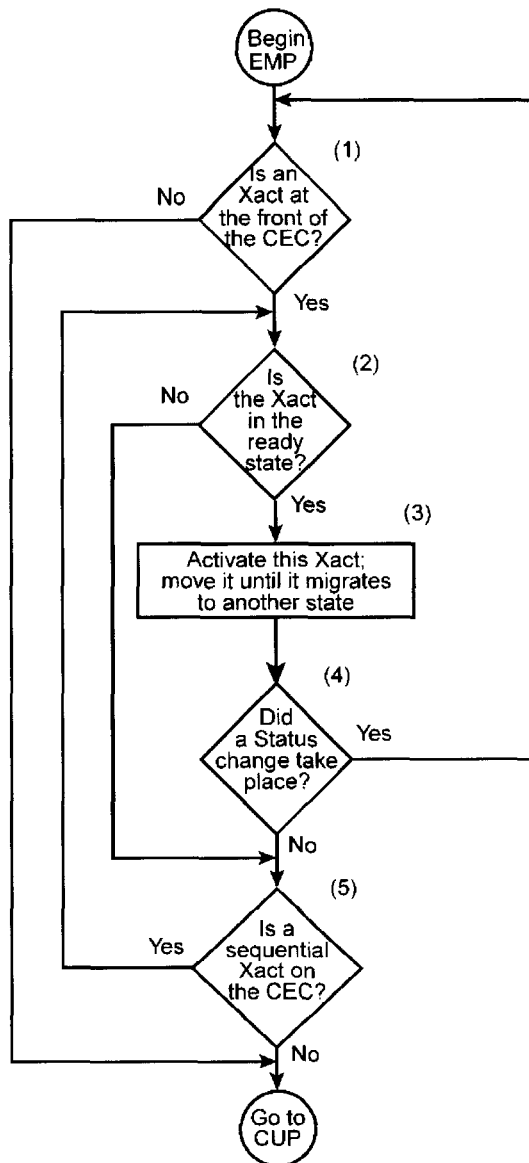 Begin
EMP
(1)
Is an
Xact at
the front of
the CEC?
No
Yes
(2)
Is
the Xact
in the
ready
state?
No
Yes
(3)
Activate this Xact;
move it until it migrates
to another state
(4)
Did
a Status
change take
place?
Yes
No
(5)
Is a
sequential
Xact on
the CEC?
Yes
No
Go to
CUP